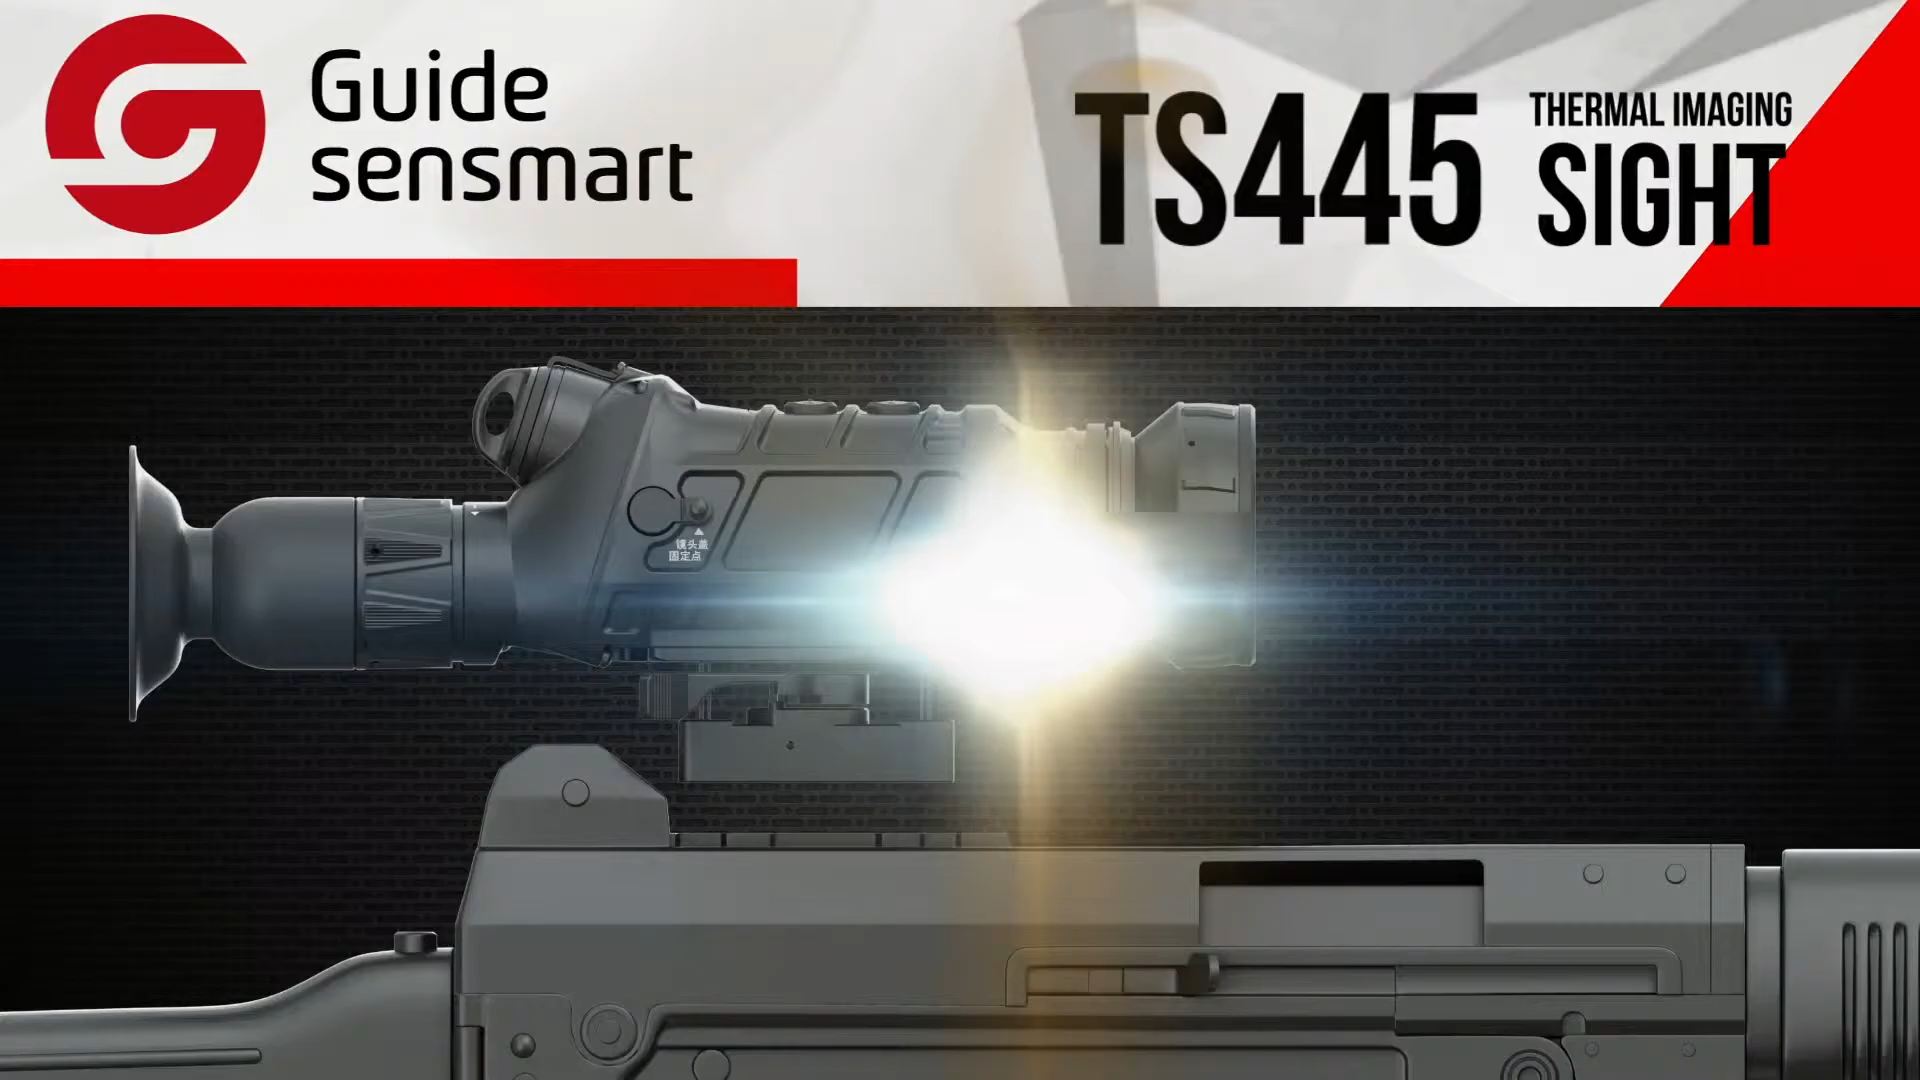 Guide
sensmart
TS445
THERMAL IMAGING
SIGHT
镜头盖
固定点